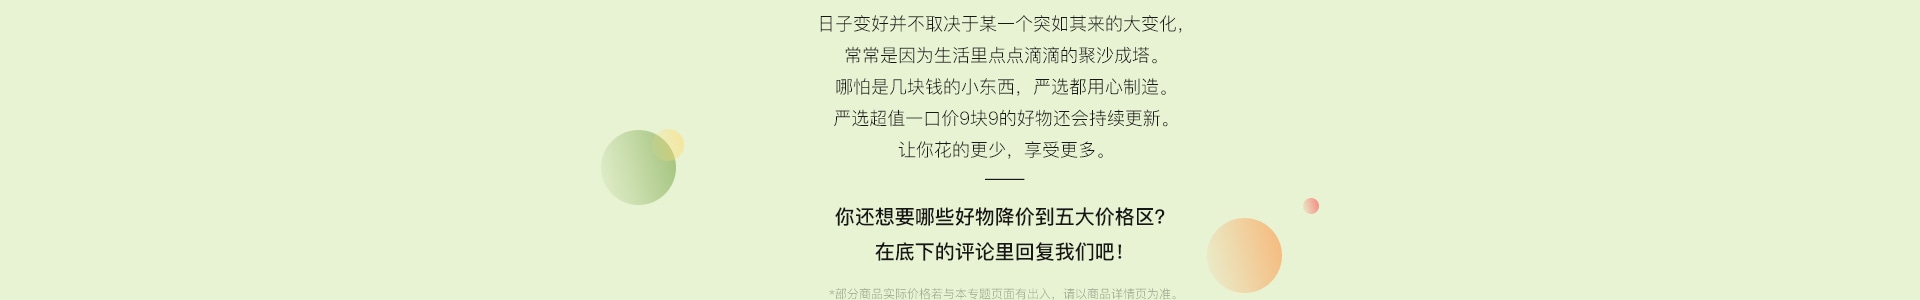 日子变好并不取决于某一个突如其来的大变化，
常常是因为生活里点点滴滴的聚沙成塔。
哪怕是几块钱的小东西，严选都用心制造。
严选超值一口价9块9的好物还会持续更新。
让你花的更少，享受更多。
你还想要哪些好物降价到五大价格区？
在底下的评论里回复我们吧！
*部分商品实际价格若与本专题页面有出入，请以商品详情页为准。